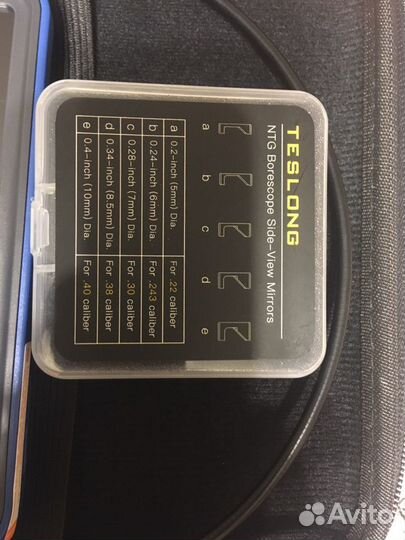 TESLONG
NTG Borescope Side-View Mirrors
a
b
c
d
e
a 0.2-inch (5mm) Dia. For .22 caliber
b 0.24-inch (6mm) Dia. For .243 caliber
c 0.28-inch (7mm) Dia. For .30 caliber
d 0.34-inch (8.5mm) Dia. For .38 caliber
e 0.4-inch (10mm) Dia. For .40 caliber
Avito